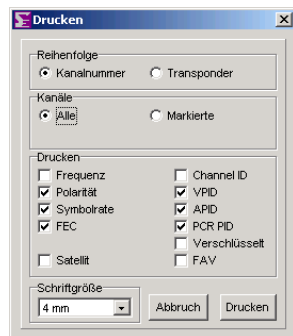 Drucken
Reihenfolge
Kanalnummer Transponder
Kanäle
Alle Markierte
Drucken
Frequenz Channel ID
Polarität VPID
Symbolrate APID
FEC PCR PID
Verschlüsselt
Satellit FAV
Schriftgröße
4 mm Abbruch Drucken